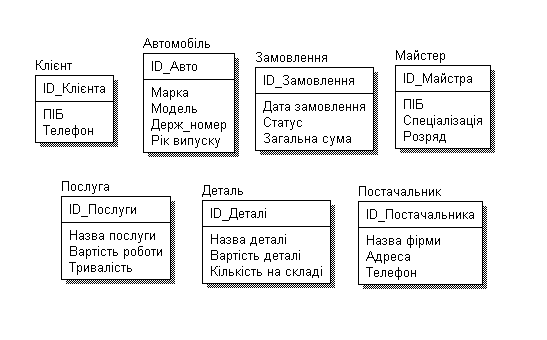 Клієнт
ID_Клієнта
ПІБ
Телефон
Автомобіль
ID_Авто
Марка
Модель
Держ_номер
Рік випуску
Замовлення
ID_Замовлення
Дата замовлення
Статус
Загальна сума
Майстер
ID_Майстра
ПІБ
Спеціалізація
Розряд
Послуга
ID_Послуги
Назва послуги
Вартість роботи
Тривалість
Деталь
ID_Деталі
Назва деталі
Вартість деталі
Кількість на складі
Постачальник
ID_Постачальника
Назва фірми
Адреса
Телефон